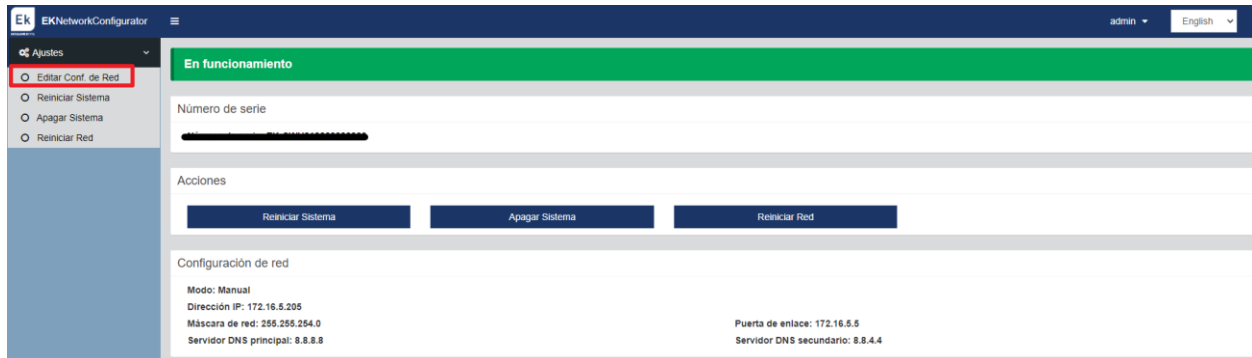 Ek EKNetworkConfigurator admin English
Ajustes
En funcionamiento
Editar Conf. de Red
Reiniciar Sistema
Apagar Sistema
Reiniciar Red
Número de serie
Acciones
Reiniciar Sistema Apagar Sistema Reiniciar Red
Configuración de red
Modo: Manual
Dirección IP: 172.16.5.205
Máscara de red: 255.255.254.0 Puerta de enlace: 172.16.5.5
Servidor DNS principal: 8.8.8.8 Servidor DNS secundario: 8.8.4.4